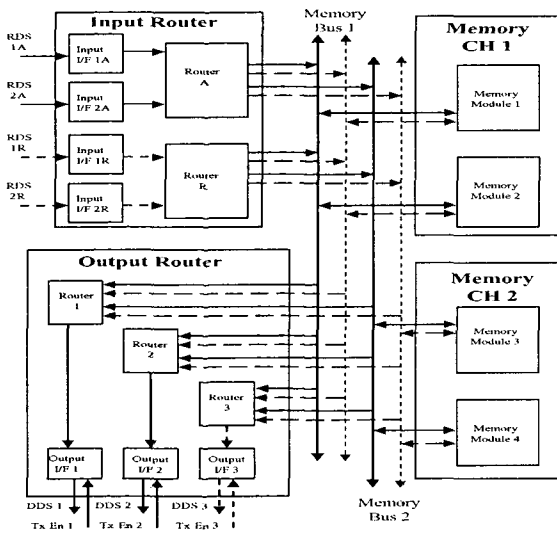 Input Router
RDS
1A
Input
I/F 1A
RDS
2A
Input
I/F 2A
RDS
1R
Input
I/F 1R
RDS
2R
Input
I/F 2R
Router
A
Router
R
Memory
Bus 1
Memory
CH 1
Memory
Module 1
Memory
Module 2
Output Router
Router
1
Router
2
Router
3
Output
I/F 1
Output
I/F 2
Output
I/F 3
DDS 1
DDS 2
DDS 3
Tx En 1
Tx En 2
Tx En 3
Memory
CH 2
Memory
Module 3
Memory
Module 4
Memory
Bus 2